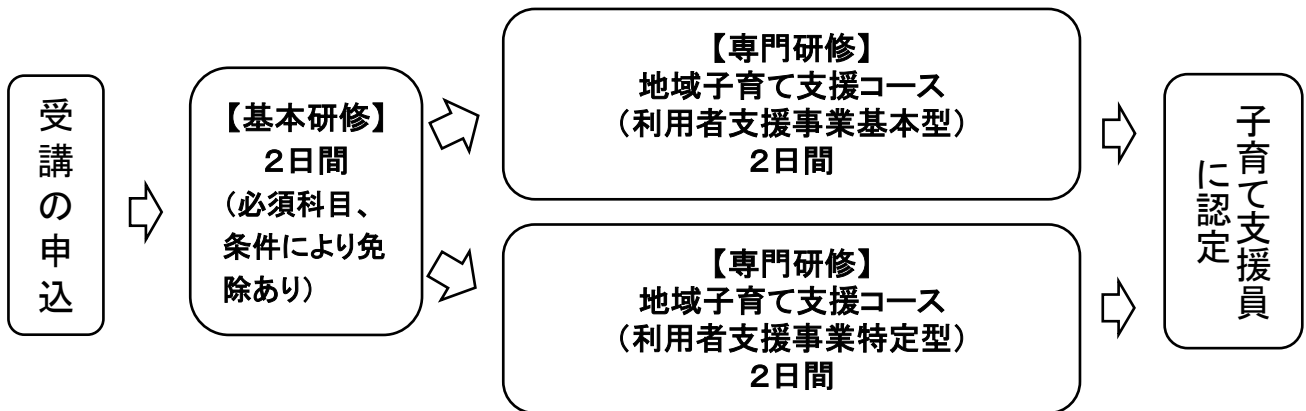 受講の申込
【基本研修】
２日間
（必須科目、
条件により免
除あり）
【専門研修】
地域子育て支援コース
（利用者支援事業基本型）
２日間
【専門研修】
地域子育て支援コース
（利用者支援事業特定型）
２日間
子育て支援員
に認定